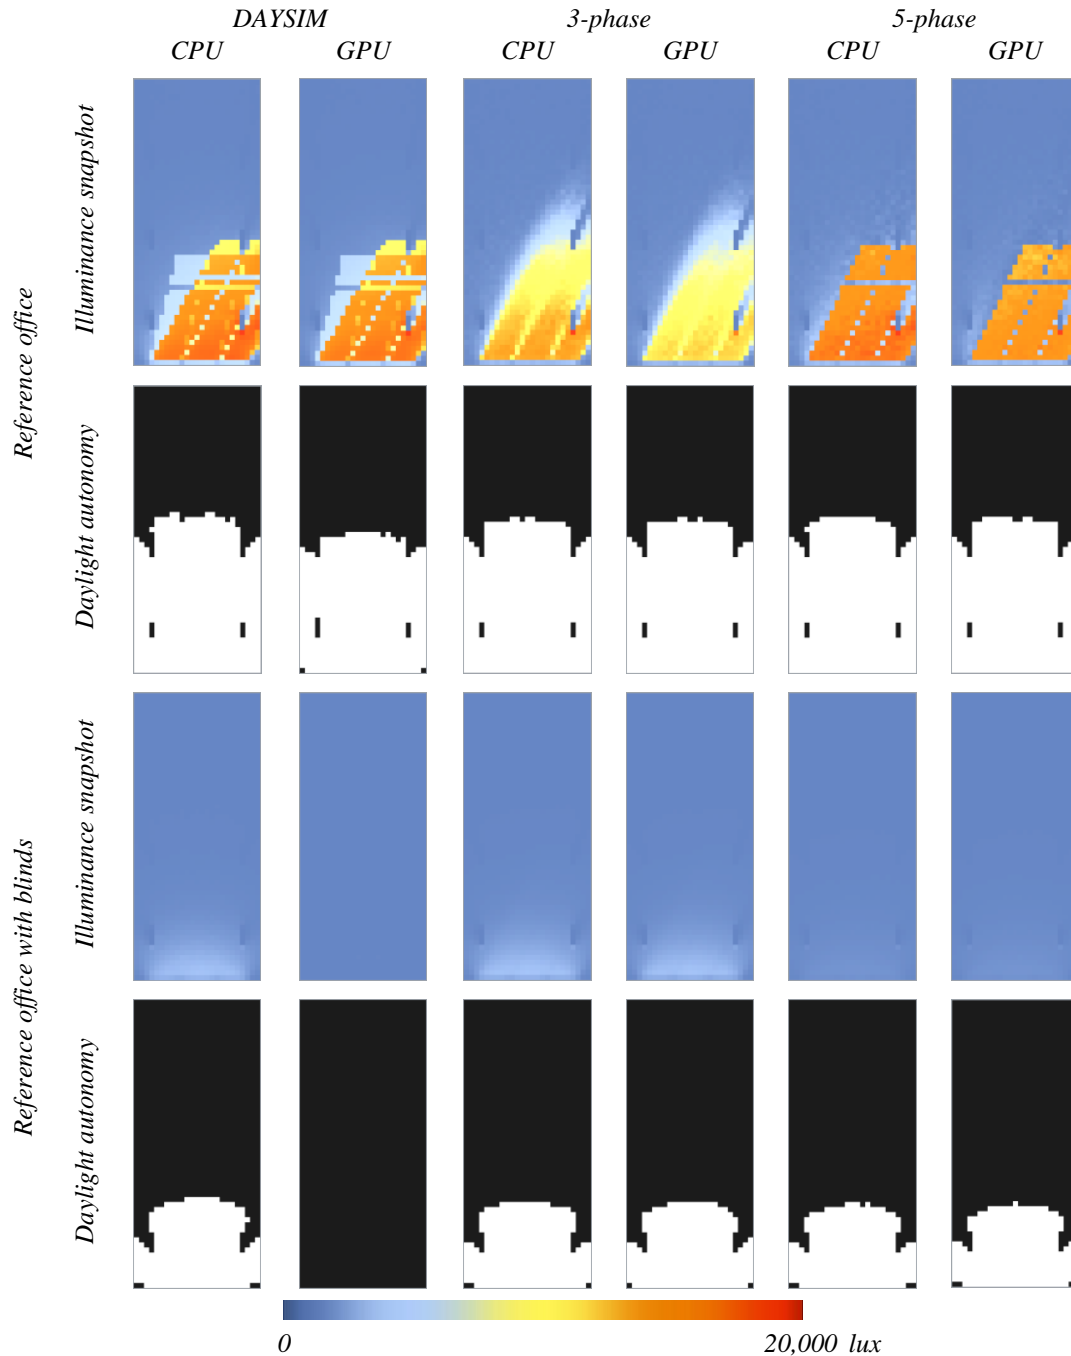 DAYSIM 3-phase 5-phase
CPU GPU CPU GPU CPU GPU
Reference office
Illuminance snapshot
Daylight autonomy
Reference office with blinds
Illuminance snapshot
Daylight autonomy
0 20,000 lux